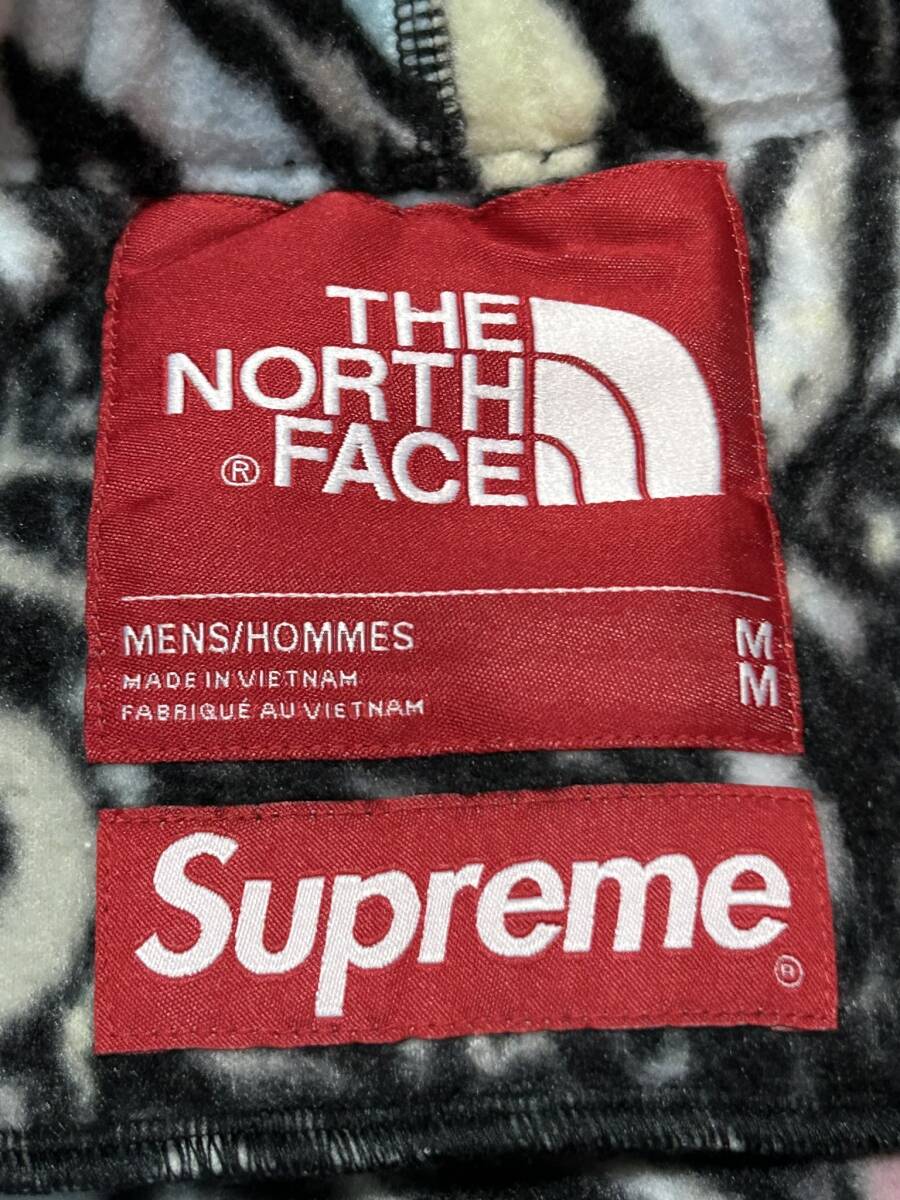 THE
NORTH
® FACE
MENS/HOMMES M
MADE IN VIETNAM M
FABRIQUÉ AU VIETNAM
Supreme ®